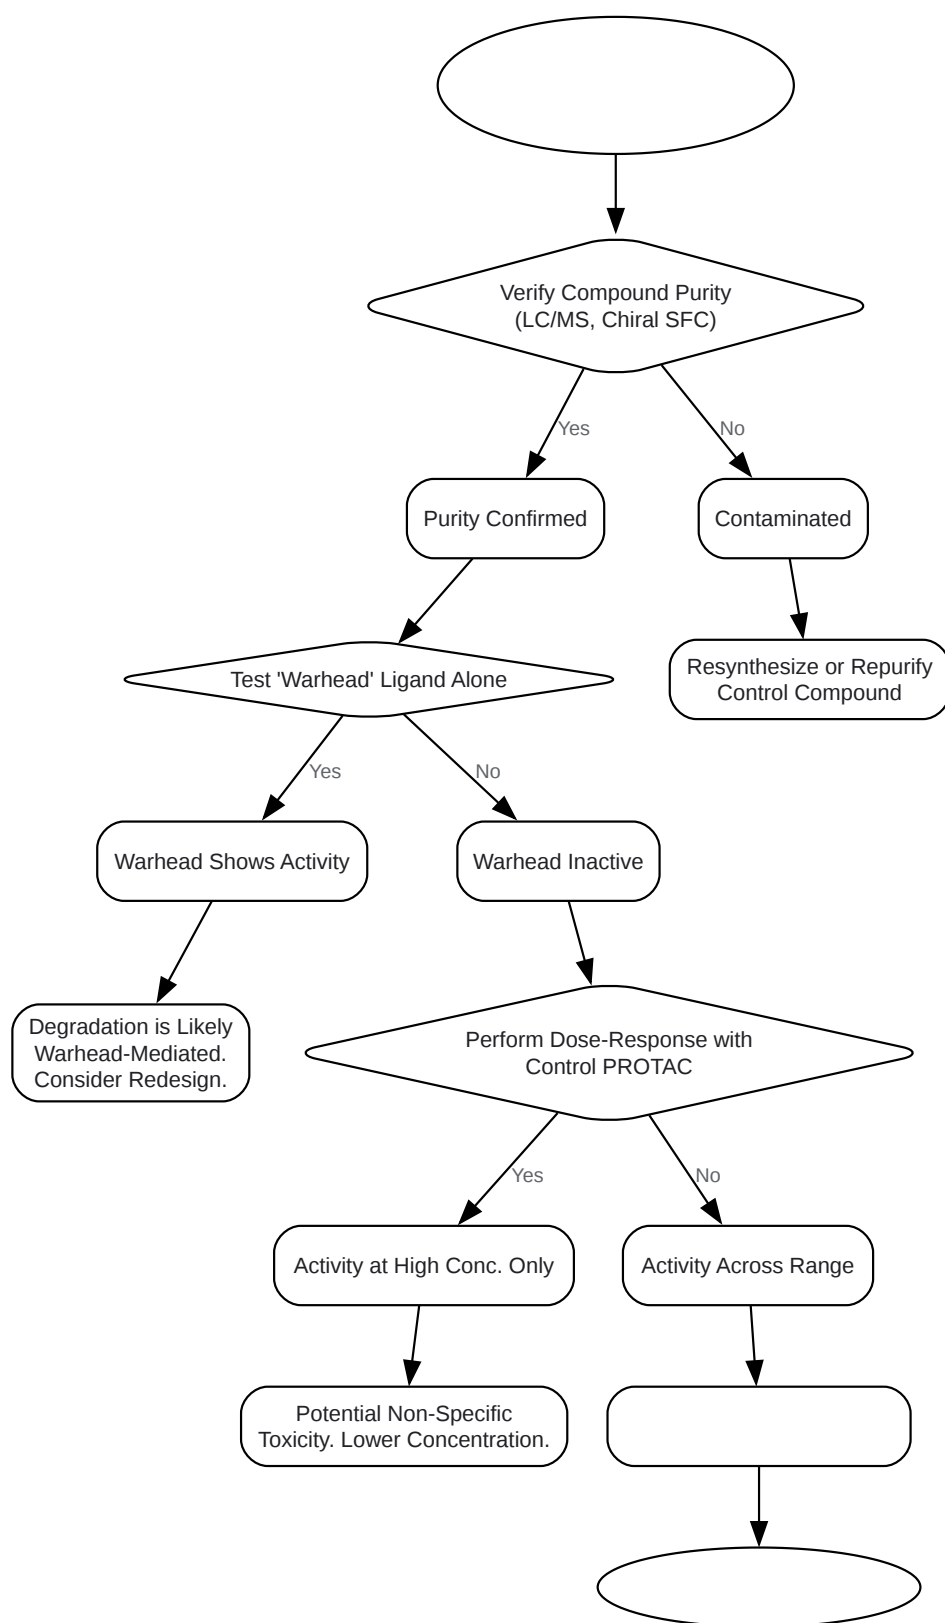 Verify Compound Purity
(LC/MS, Chiral SFC)
Yes
No
Purity Confirmed
Contaminated
Test 'Warhead' Ligand Alone
Resynthesize or Repurify
Control Compound
Yes
No
Warhead Shows Activity
Warhead Inactive
Degradation is Likely
Warhead-Mediated.
Consider Redesign.
Perform Dose-Response with
Control PROTAC
Yes
No
Activity at High Conc. Only
Activity Across Range
Potential Non-Specific
Toxicity. Lower Concentration.